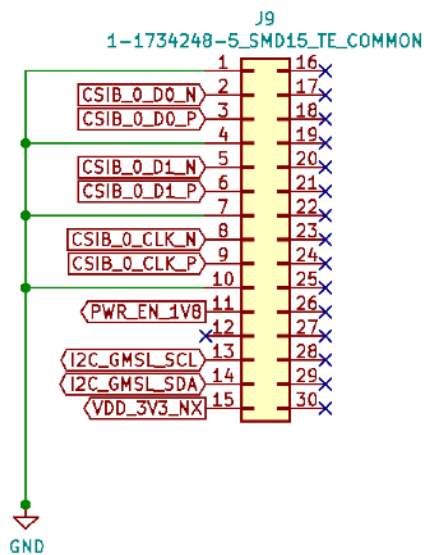 J9
1-1734248-5_SMD15_TE_COMMON
1 16
CSIB_0_D0_N 2 17
CSIB_0_D0_P 3 18
4 19
CSIB_0_D1_N 5 20
CSIB_0_D1_P 6 21
7 22
CSIB_0_CLK_N 8 23
CSIB_0_CLK_P 9 24
10 25
PWR_EN_1V8 11 26
12 27
I2C_GMSL_SCL 13 28
I2C_GMSL_SDA 14 29
VDD_3V3_NX 15 30
GND